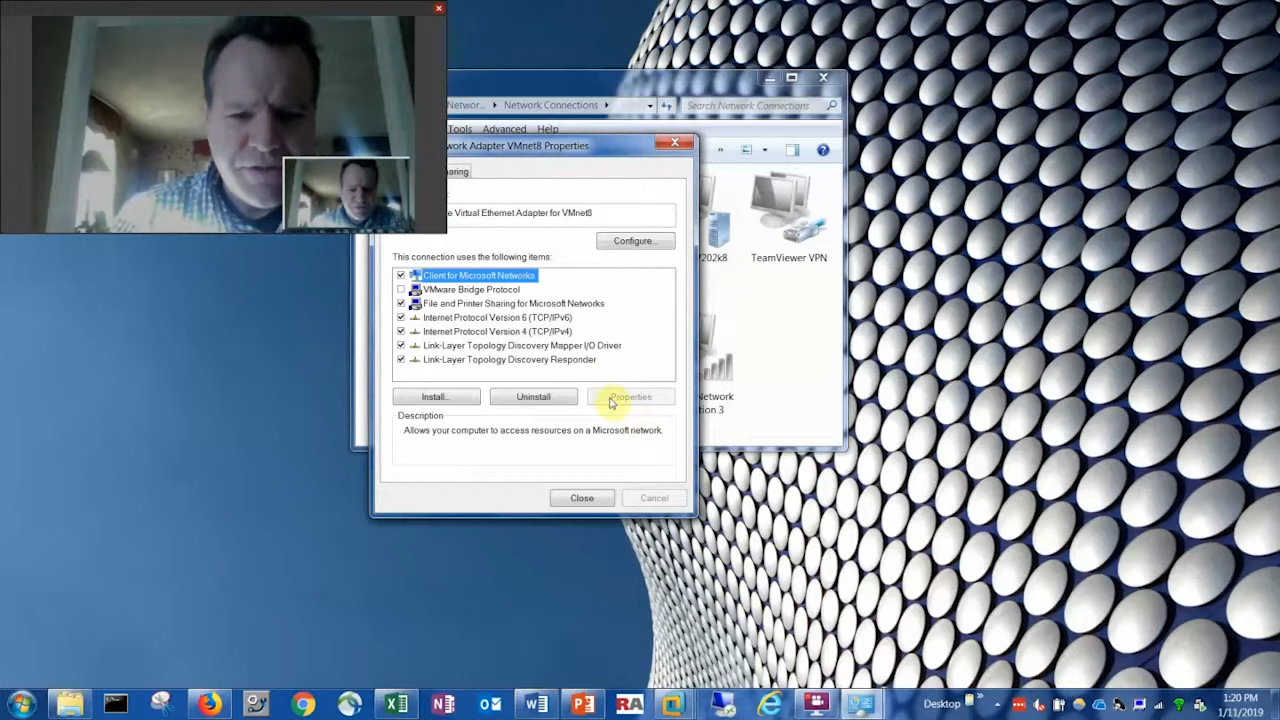 Networ... Network Connections Search Network Connections
Tools Advanced Help
work Adapter VMnet8 Properties
aring
e Virtual Ethernet Adapter for VMnet8
Configure...
This connection uses the following items:
Client for Microsoft Networks
VMware Bridge Protocol
File and Printer Sharing for Microsoft Networks
Internet Protocol Version 6 (TCP/IPv6)
Internet Protocol Version 4 (TCP/IPv4)
Link-Layer Topology Discovery Mapper I/O Driver
Link-Layer Topology Discovery Responder
Install... Uninstall Properties
Description
Allows your computer to access resources on a Microsoft network.
Close Cancel
202k8
TeamViewer VPN
Network
tion 3
RA
Desktop
1:20 PM
1/11/2019